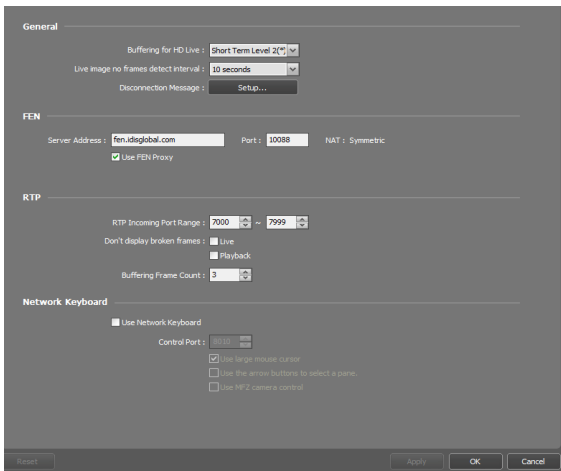 General
Buffering for HD Live : Short Term Level 2(*)
Live image no frames detect interval : 10 seconds
Disconnection Message : Setup...
FEN
Server Address : fen.idisglobal.com Port : 10088 NAT : Symmetric
Use FEN Proxy
RTP
RTP Incoming Port Range : 7000 ~ 7999
Don't display broken frames : Live
Playback
Buffering Frame Count : 3
Network Keyboard
Use Network Keyboard
Control Port : 8010
Use large mouse cursor
Use the arrow buttons to select a pane.
Use MFZ camera control
Reset Apply OK Cancel